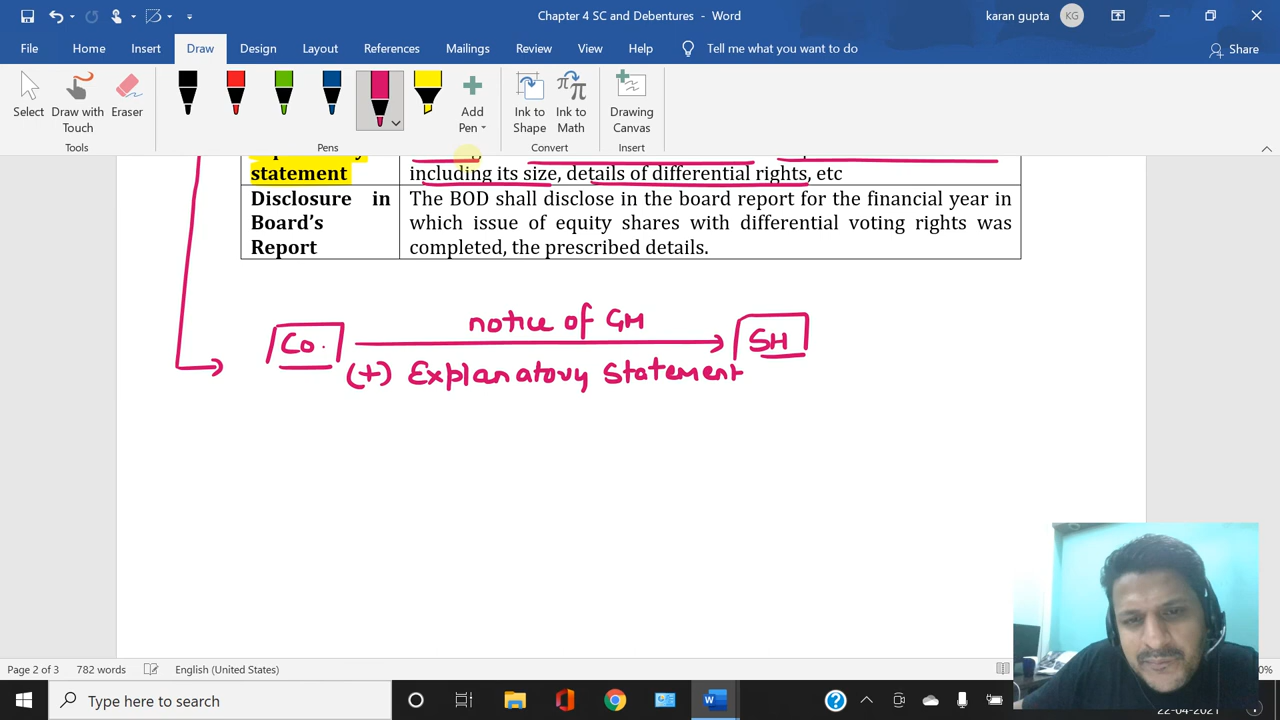 Chapter 4 SC and Debentures - Word
karan gupta
KG
File
Home
Insert
Draw
Design
Layout
References
Mailings
Review
View
Help
Tell me what you want to do
Share
Select
Draw with
Touch
Eraser
Add
Pen
Ink to
Shape
Ink to
Math
Drawing
Canvas
Tools
Pens
Convert
Insert
statement
including its size, details of differential rights, etc
Disclosure in
Board's
Report
The BOD shall disclose in the board report for the financial year in
which issue of equity shares with differential voting rights was
completed, the prescribed details.
Co.
notice of GM
SH
(+) Explanatory Statement
Page 2 of 3
782 words
English (United States)
0%
Type here to search
22-04-2021